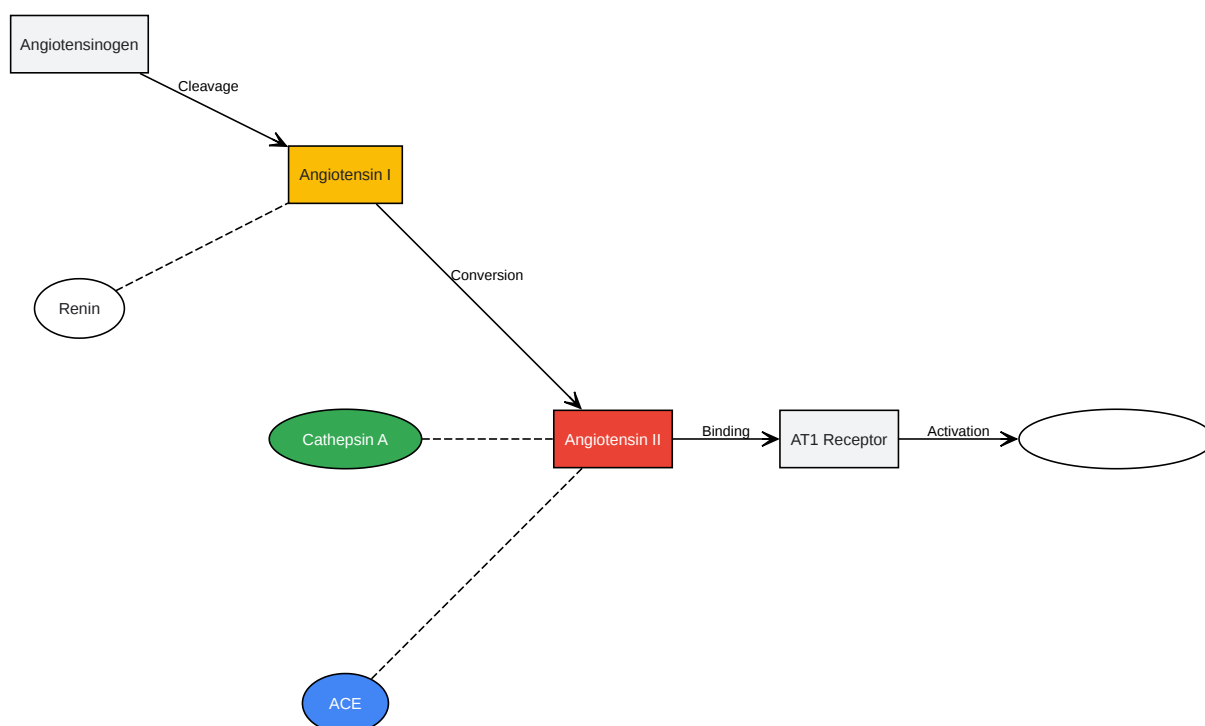 Angiotensinogen
Cleavage
Angiotensin I
Conversion
Renin
Cathepsin A
Angiotensin II
Binding
AT1 Receptor
Activation
ACE